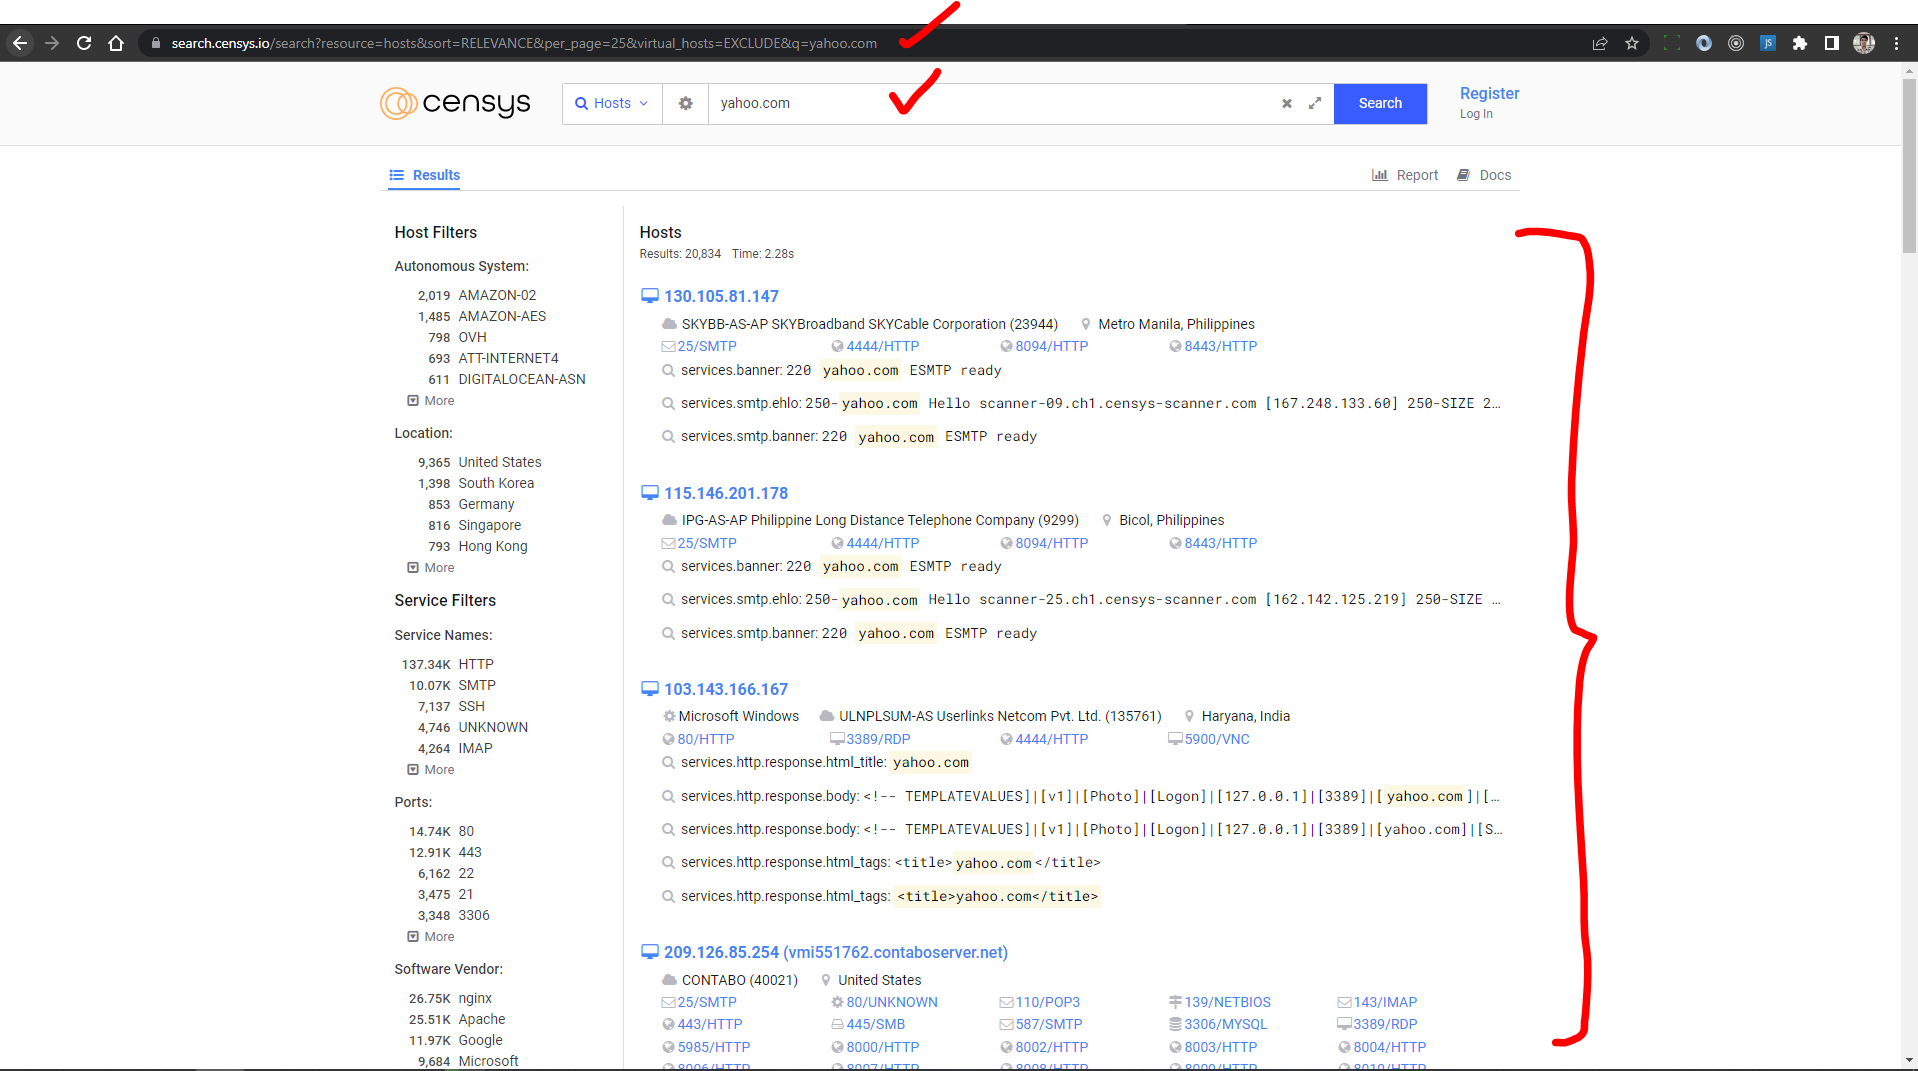 search.censys.io/search?resource=hosts&sort=RELEVANCE&per_page=25&virtual_hosts=EXCLUDE&q=yahoo.com
JS
censys
Hosts
yahoo.com
Search
Register
Log In
Results
Report
Docs
Host Filters
Autonomous System:
2,019 AMAZON-02
1,485 AMAZON-AES
798 OVH
693 ATT-INTERNET4
611 DIGITALOCEAN-ASN
More
Location:
9,365 United States
1,398 South Korea
853 Germany
816 Singapore
793 Hong Kong
More
Service Filters
Service Names:
137.34K HTTP
10.07K SMTP
7,137 SSH
4,746 UNKNOWN
4,264 IMAP
More
Ports:
14.74K 80
12.91K 443
6,162 22
3,475 21
3,348 3306
More
Software Vendor:
26.75K nginx
25.51K Apache
11.97K Google
9,684 Microsoft
Hosts
Results: 20,834 Time: 2.28s
130.105.81.147
SKYBB-AS-AP SKYBroadband SKYCable Corporation (23944) Metro Manila, Philippines
25/SMTP 4444/HTTP 8094/HTTP 8443/HTTP
services.banner: 220 yahoo.com ESMTP ready
services.smtp.ehlo: 250-yahoo.com Hello scanner-09.ch1.censys-scanner.com [167.248.133.60] 250-SIZE 2…
services.smtp.banner: 220 yahoo.com ESMTP ready
115.146.201.178
IPG-AS-AP Philippine Long Distance Telephone Company (9299) Bicol, Philippines
25/SMTP 4444/HTTP 8094/HTTP 8443/HTTP
services.banner: 220 yahoo.com ESMTP ready
services.smtp.ehlo: 250-yahoo.com Hello scanner-25.ch1.censys-scanner.com [162.142.125.219] 250-SIZE …
services.smtp.banner: 220 yahoo.com ESMTP ready
103.143.166.167
Microsoft Windows ULNPLSUM-AS Userlinks Netcom Pvt. Ltd. (135761) Haryana, India
80/HTTP 3389/RDP 4444/HTTP 5900/VNC
services.http.response.html_title: yahoo.com
services.http.response.body: <!-- TEMPLATEVALUES]|[v1]|[Photo]|[Logon]|[127.0.0.1]|[3389]|[yahoo.com]|[…
services.http.response.body: <!-- TEMPLATEVALUES]|[v1]|[Photo]|[Logon]|[127.0.0.1]|[3389]|[yahoo.com]|[S…
services.http.response.html_tags: <title>yahoo.com</title>
services.http.response.html_tags: <title>yahoo.com</title>
209.126.85.254 (vmi551762.contaboserver.net)
CONTABO (40021) United States
25/SMTP 80/UNKNOWN 110/POP3 139/NETBIOS 143/IMAP
443/HTTP 445/SMB 587/SMTP 3306/MYSQL 3389/RDP
5985/HTTP 8000/HTTP 8002/HTTP 8003/HTTP 8004/HTTP